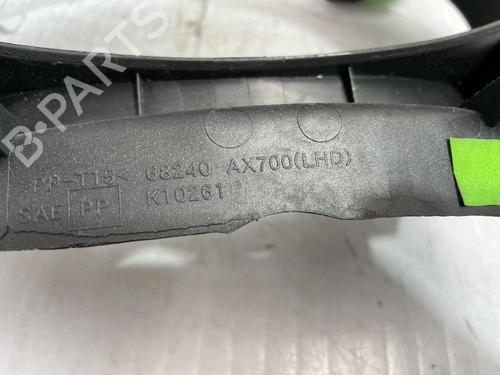 B-PARTS
>PP-T15< 68240 AX700(LHD)
SAE PP K10261